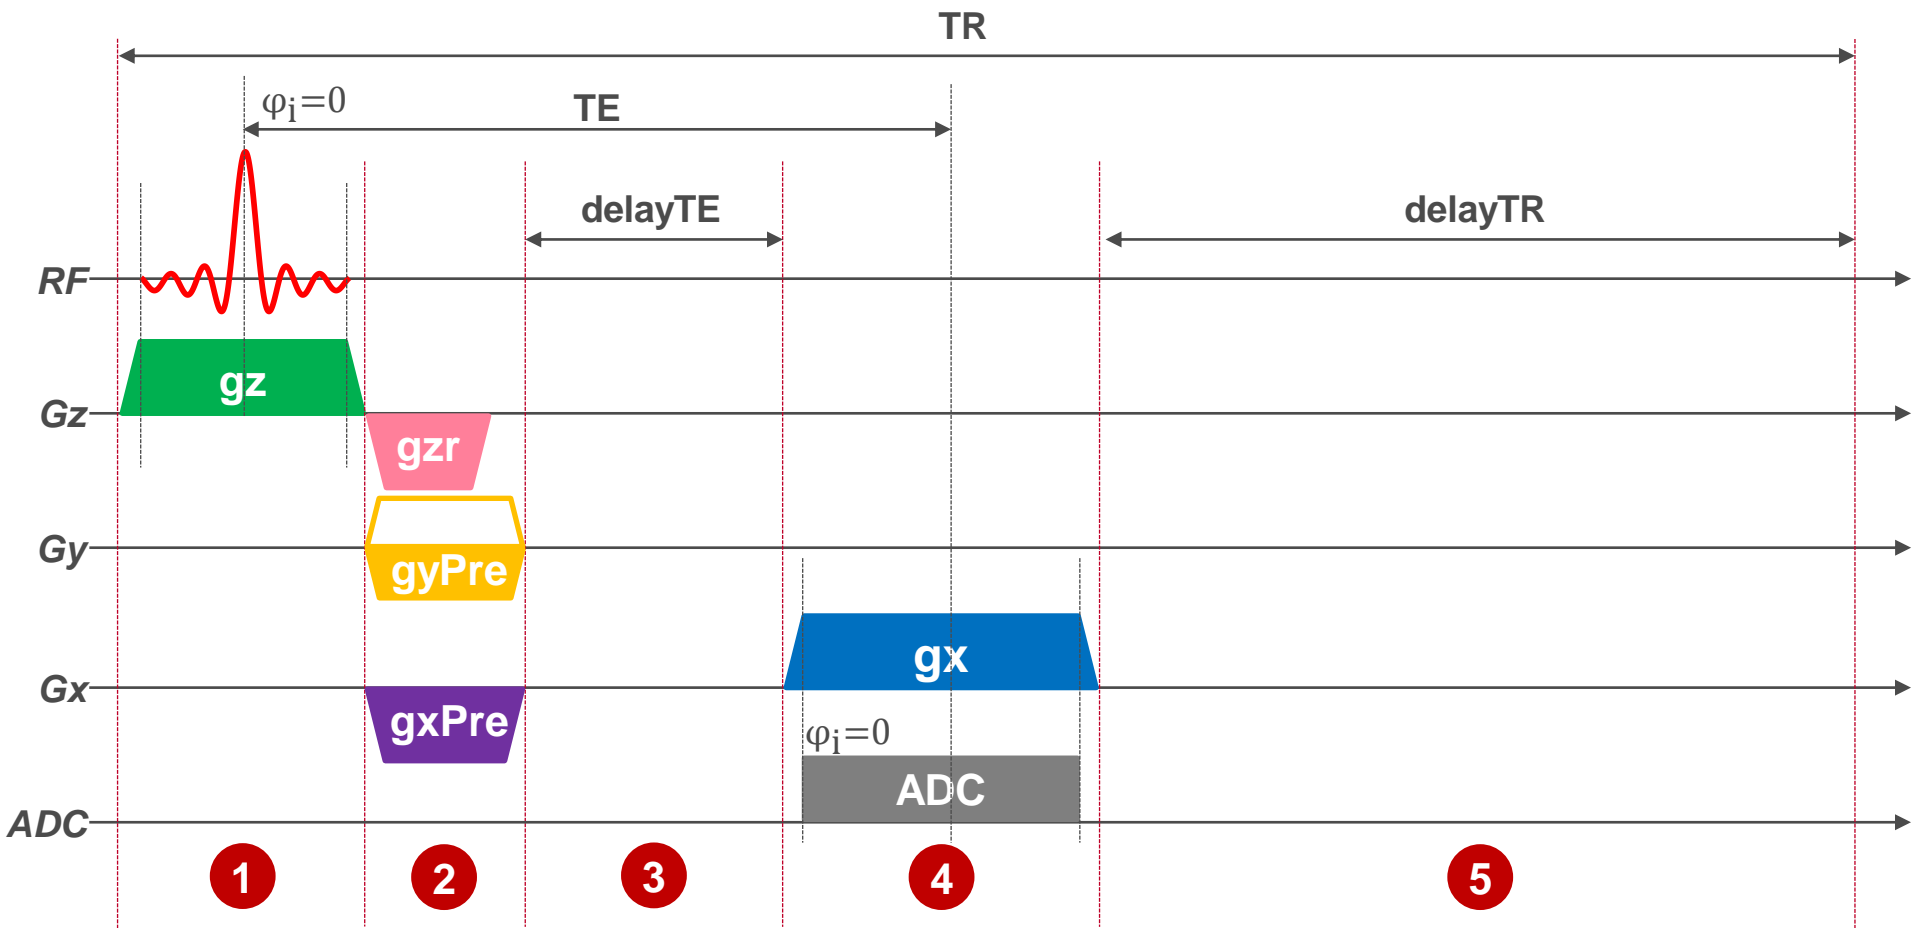 TR
φi=0
TE
delayTE
delayTR
RF
gz
Gz
gzr
Gy
gyPre
gx
Gx
gxPre
φi=0
ADC
ADC
1
2
3
4
5